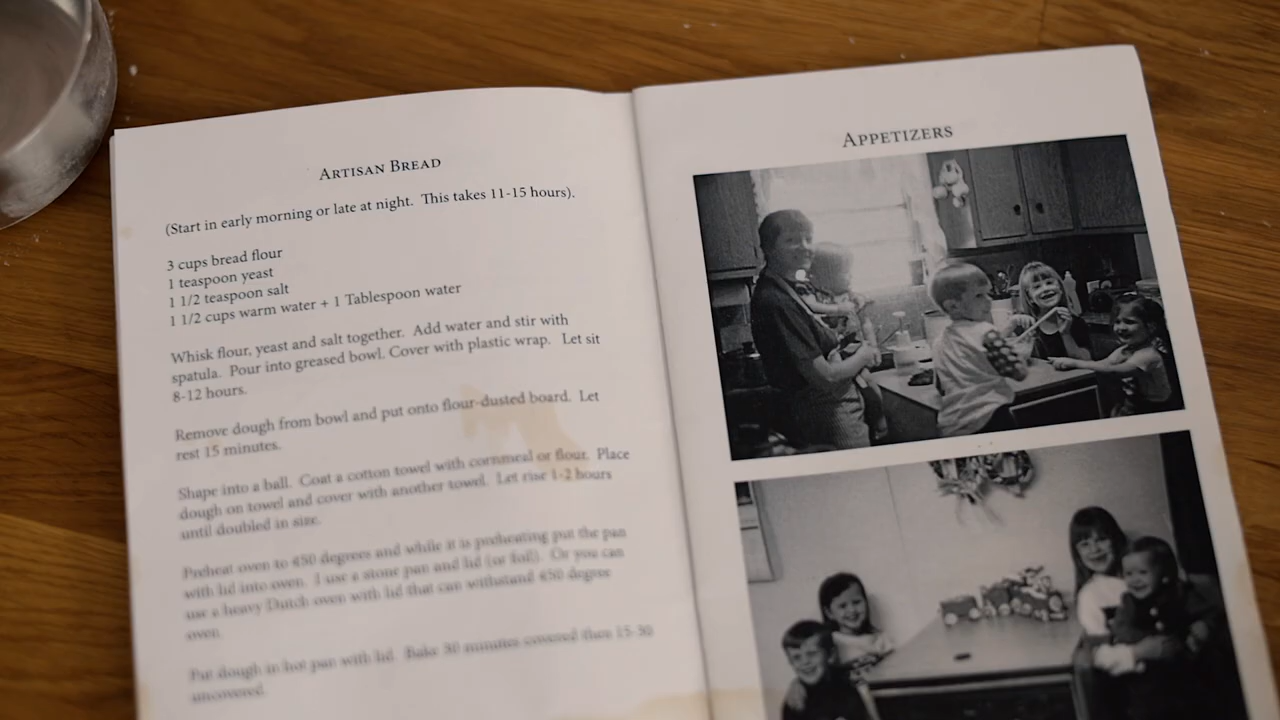 Artisan Bread
(Start in early morning or late at night. This takes 11-15 hours).
3 cups bread flour
1 teaspoon yeast
1 1/2 teaspoon salt
1 1/2 cups warm water + 1 Tablespoon water
Whisk flour, yeast and salt together. Add water and stir with
spatula. Pour into greased bowl. Cover with plastic wrap. Let sit
8-12 hours.
Remove dough from bowl and put onto flour-dusted board. Let
rest 15 minutes.
Shape into a ball. Coat a cotton towel with cornmeal or flour. Place
dough on towel and cover with another towel. Let rise 1-2 hours
until doubled in size.
Preheat oven to 450 degrees and while it is preheating put the pan
with lid into oven. I use a stone pan and lid (or foil). Or you can
use a heavy Dutch oven with lid that can withstand 450 degree
oven.
Put dough in hot pan with lid. Bake 30 minutes covered then 15-30
uncovered.
Appetizers